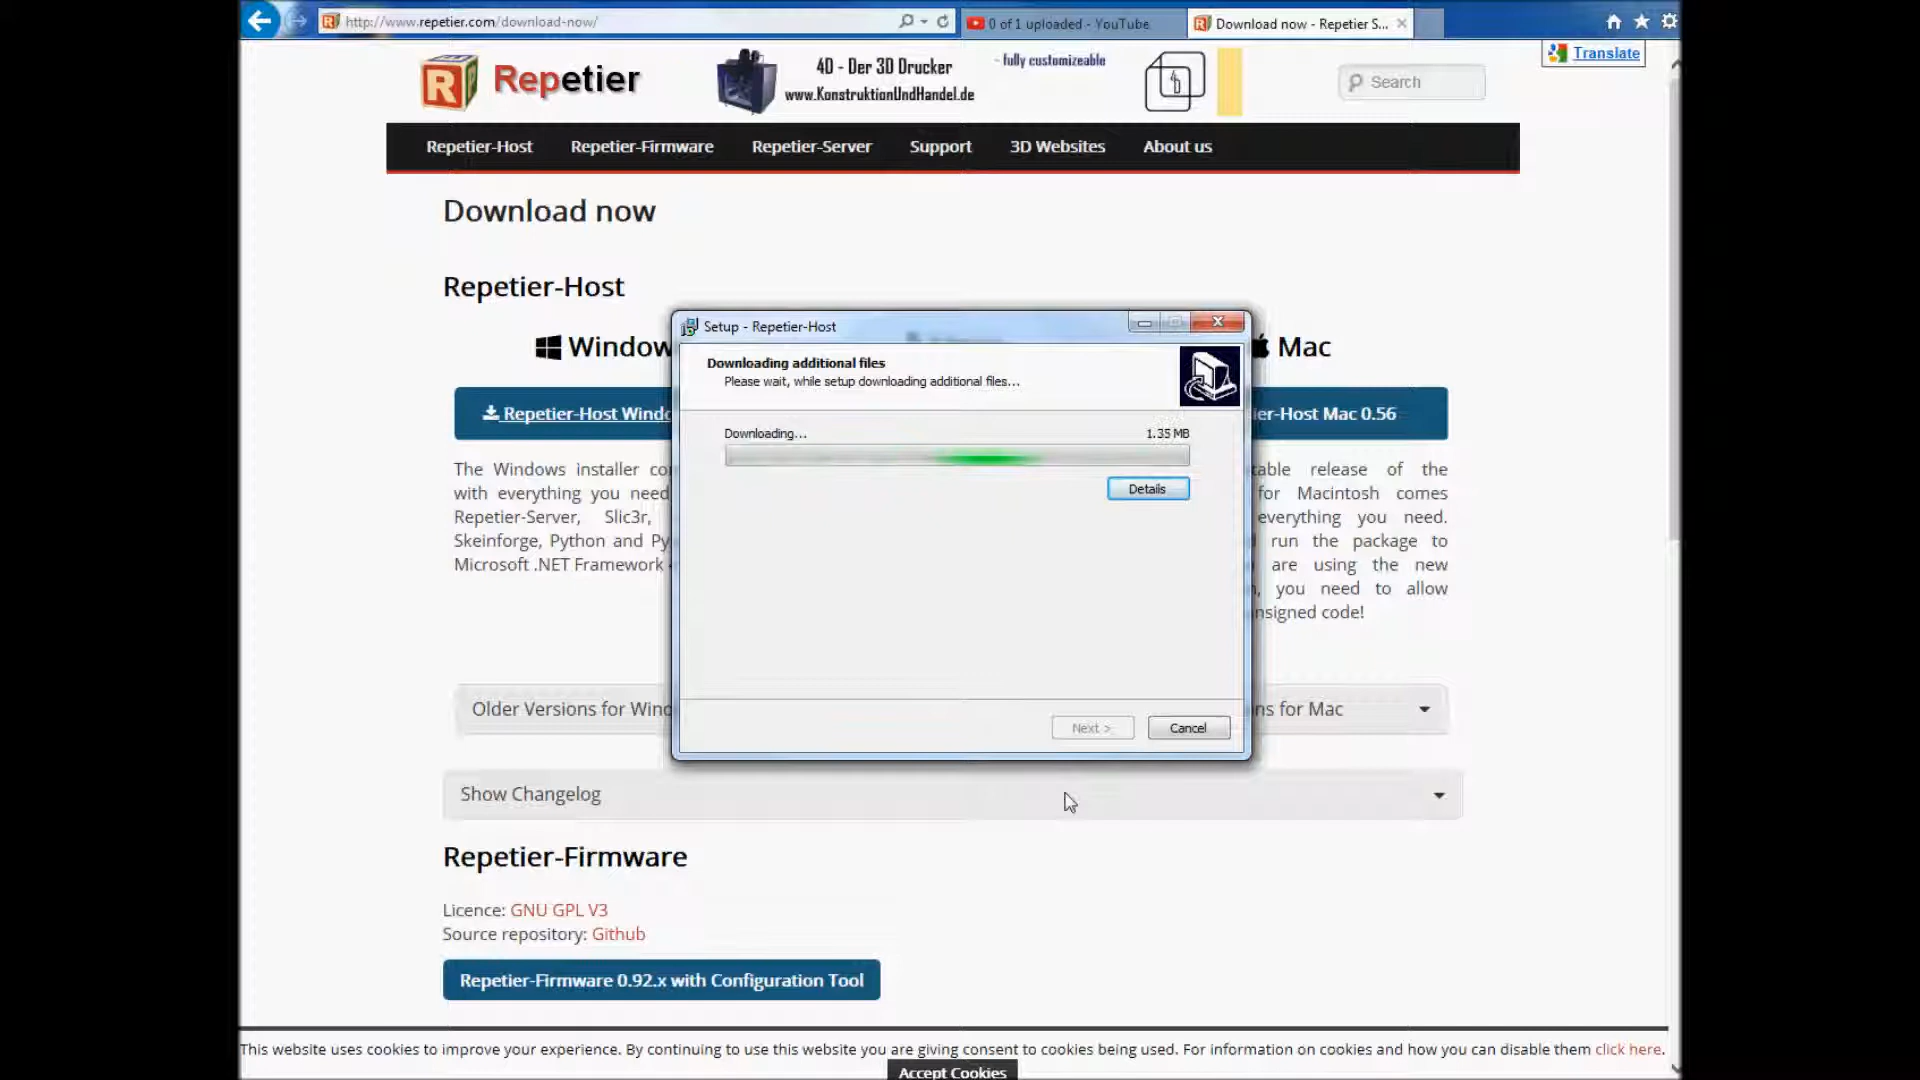 http://www.repetier.com/download-now/
0 of 1 uploaded - YouTube
Download now - Repetier S...
Translate
Repetier
4D - Der 3D Drucker
www.KonstruktionUndHandel.de
- fully customizeable
Search
Repetier-Host
Repetier-Firmware
Repetier-Server
Support
3D Websites
About us
Download now
Repetier-Host
Window
Mac
Repetier-Host Windo
er-Host Mac 0.56
Setup - Repetier-Host
Downloading additional files
Please wait, while setup downloading additional files...
Downloading...
1.35 MB
Details
Next >
Cancel
The Windows installer co
with everything you need
Repetier-Server, Slic3r,
Skeinforge, Python and Py
Microsoft .NET Framework
table release of the
for Macintosh comes
everything you need.
run the package to
are using the new
you need to allow
nsigned code!
Older Versions for Wind
ns for Mac
Show Changelog
Repetier-Firmware
Licence: GNU GPL V3
Source repository: Github
Repetier-Firmware 0.92.x with Configuration Tool
This website uses cookies to improve your experience. By continuing to use this website you are giving consent to cookies being used. For information on cookies and how you can disable them click here.
Accept Cookies